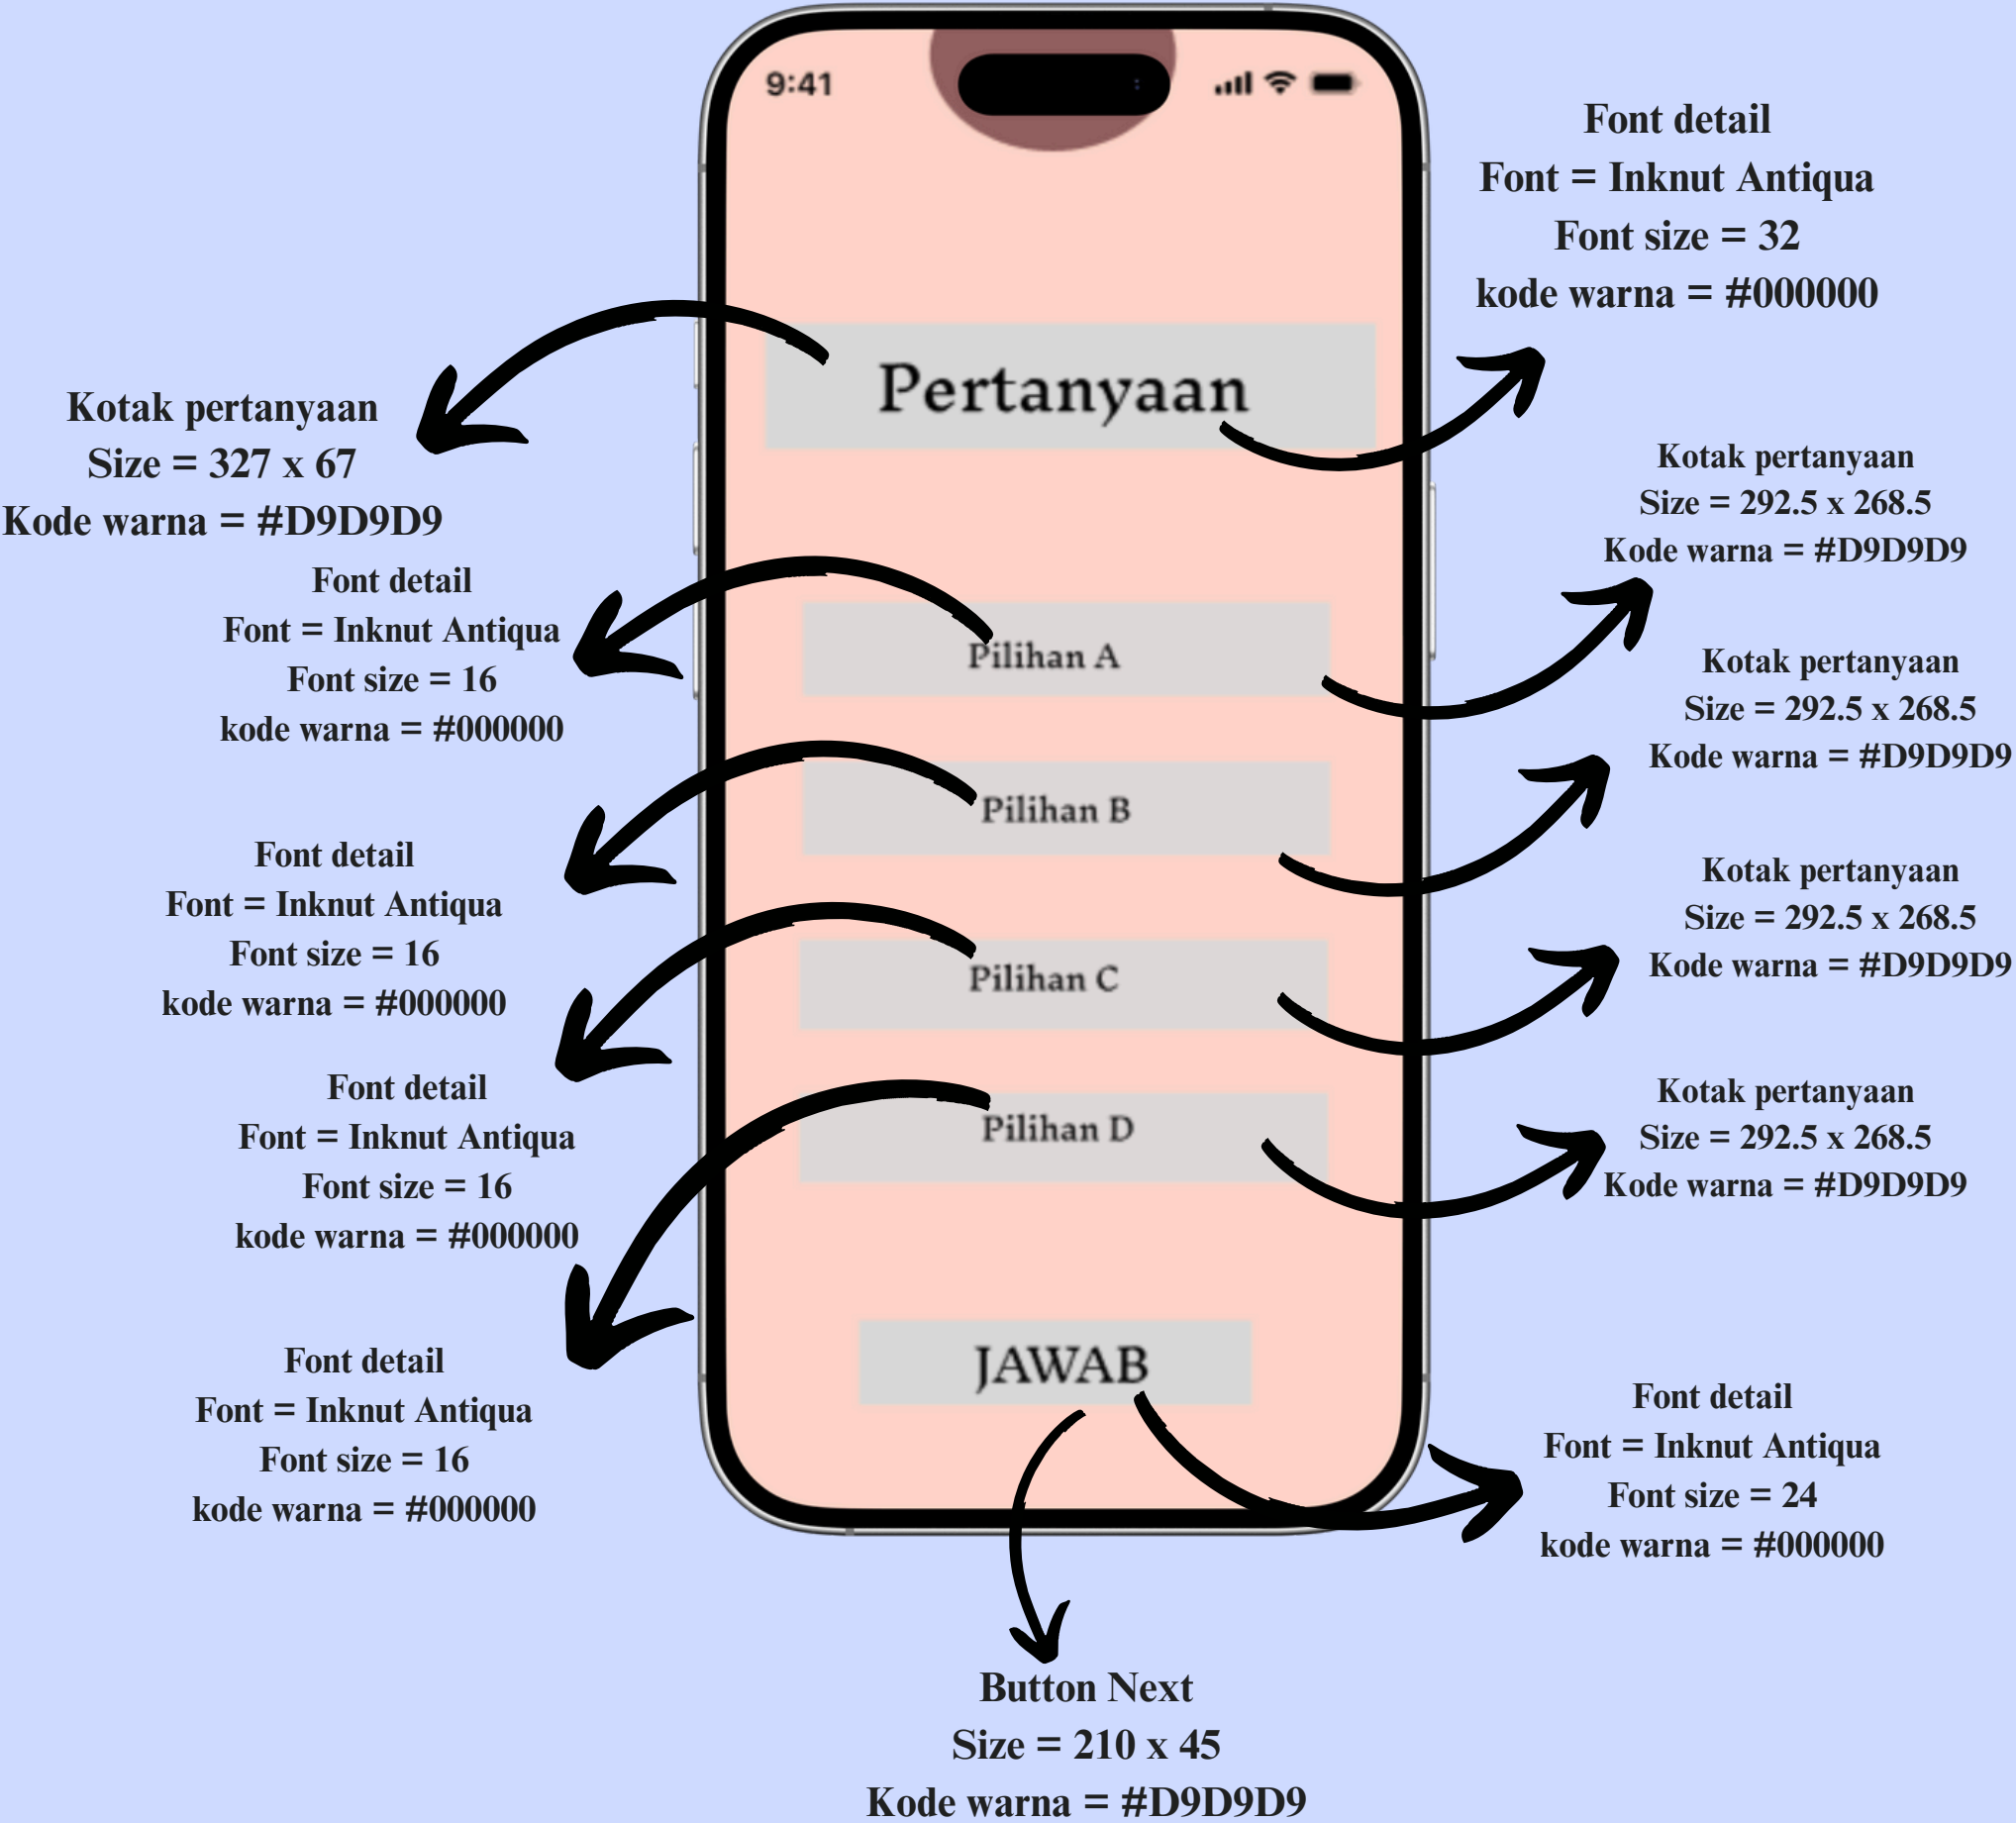 9:41
Font detail
Font = Inknut Antiqua
Font size = 32
kode warna = #000000
Pertanyaan
Kotak pertanyaan
Size = 327 x 67
Kode warna = #D9D9D9
Kotak pertanyaan
Size = 292.5 x 268.5
Kode warna = #D9D9D9
Font detail
Font = Inknut Antiqua
Font size = 16
kode warna = #000000
Pilihan A
Kotak pertanyaan
Size = 292.5 x 268.5
Kode warna = #D9D9D9
Pilihan B
Font detail
Font = Inknut Antiqua
Font size = 16
kode warna = #000000
Kotak pertanyaan
Size = 292.5 x 268.5
Kode warna = #D9D9D9
Pilihan C
Font detail
Font = Inknut Antiqua
Font size = 16
kode warna = #000000
Pilihan D
Kotak pertanyaan
Size = 292.5 x 268.5
Kode warna = #D9D9D9
Font detail
Font = Inknut Antiqua
Font size = 16
kode warna = #000000
JAWAB
Font detail
Font = Inknut Antiqua
Font size = 24
kode warna = #000000
Button Next
Size = 210 x 45
Kode warna = #D9D9D9